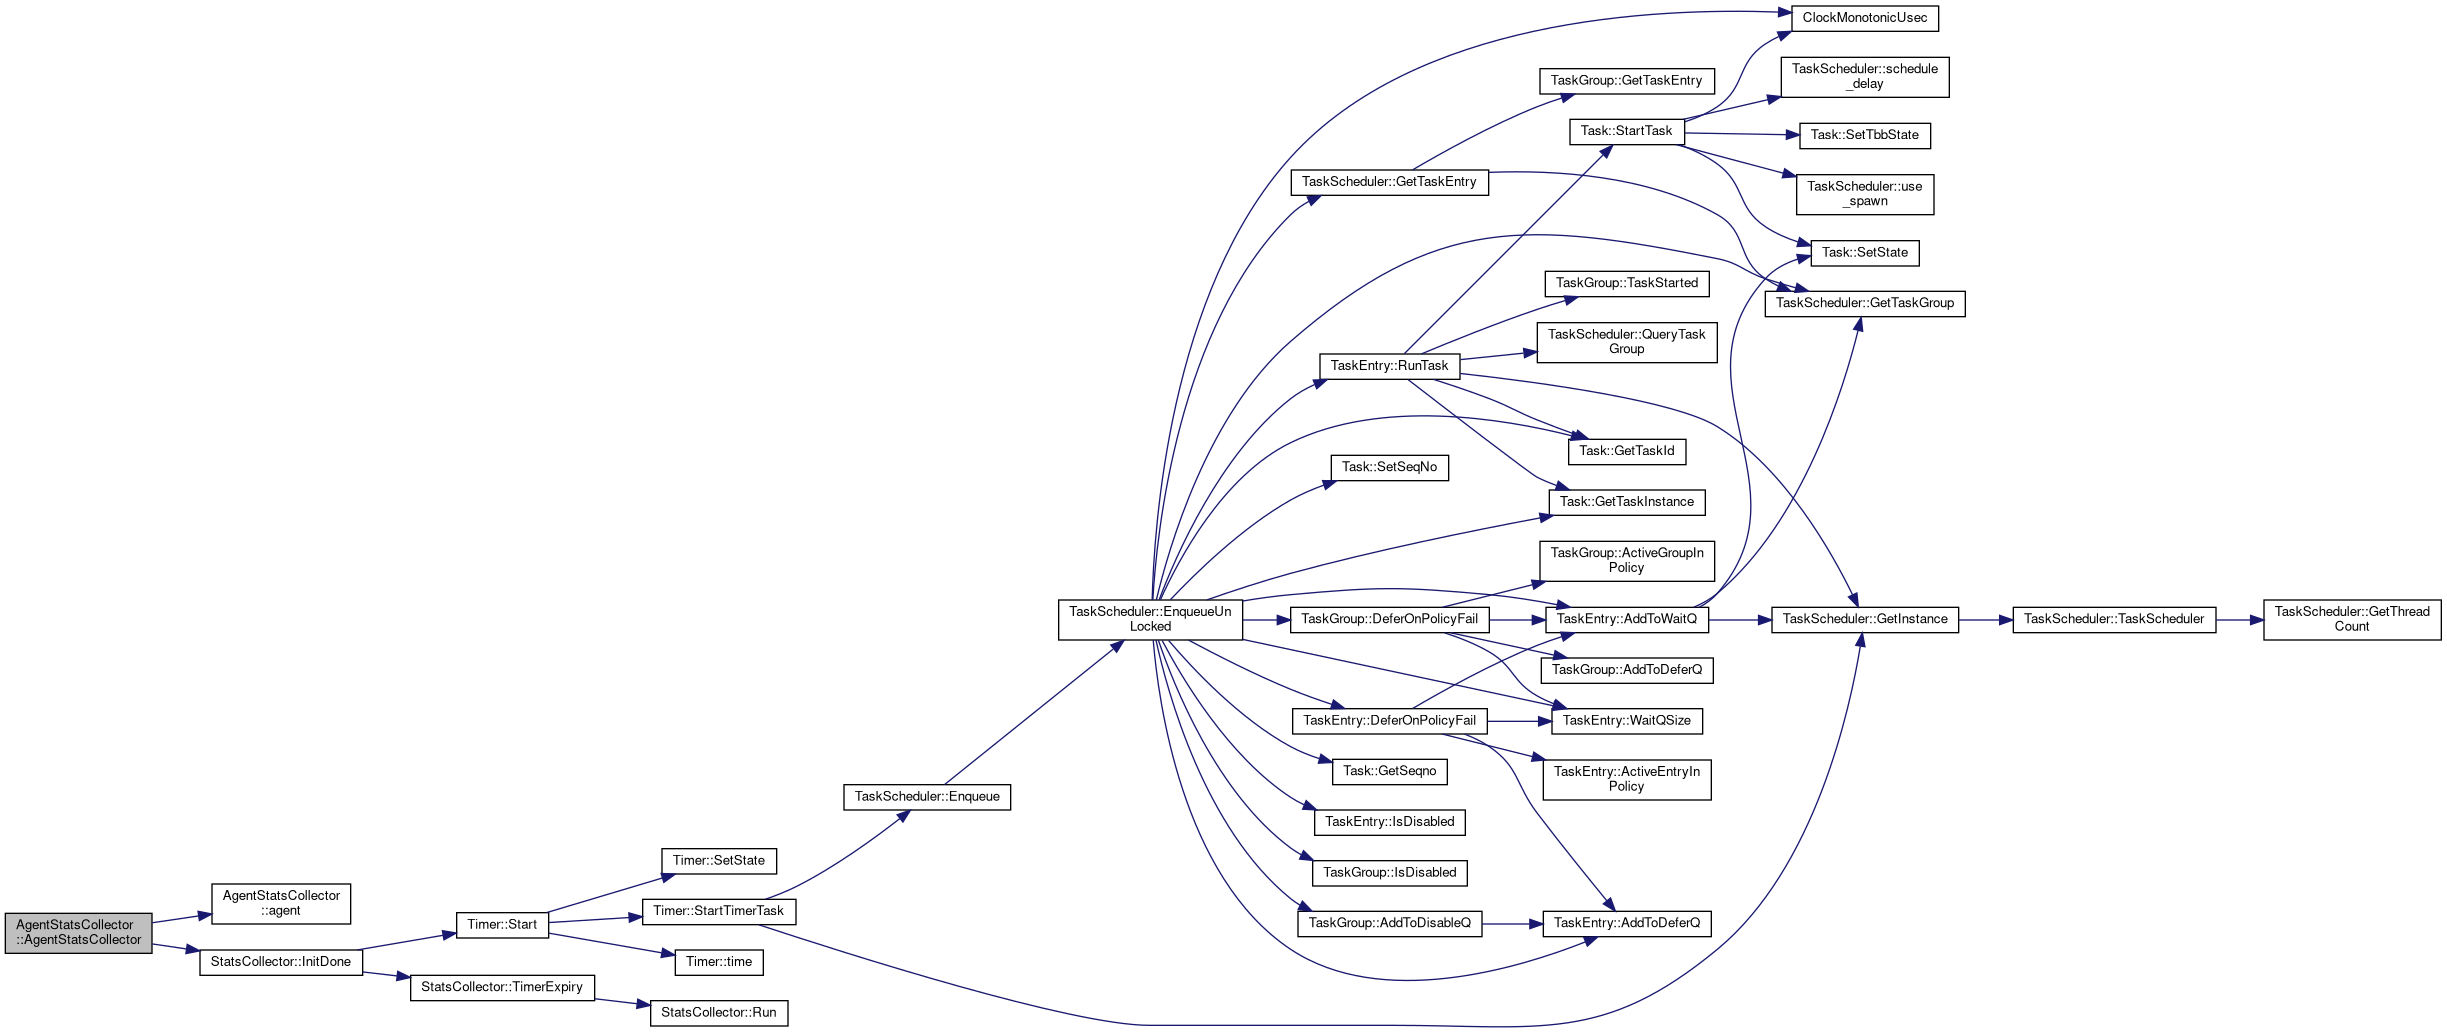 AgentStatsCollector
::AgentStatsCollector
AgentStatsCollector
::agent
StatsCollector::InitDone
Timer::Start
StatsCollector::TimerExpiry
Timer::SetState
Timer::StartTimerTask
Timer::time
StatsCollector::Run
TaskScheduler::Enqueue
TaskScheduler::EnqueueUn
Locked
TaskScheduler::GetTaskEntry
TaskEntry::RunTask
Task::SetSeqNo
TaskGroup::DeferOnPolicyFail
TaskEntry::DeferOnPolicyFail
Task::GetSeqno
TaskEntry::IsDisabled
TaskGroup::IsDisabled
TaskGroup::AddToDisableQ
TaskGroup::GetTaskEntry
Task::StartTask
TaskGroup::TaskStarted
TaskScheduler::QueryTask
Group
Task::GetTaskId
Task::GetTaskInstance
TaskGroup::ActiveGroupIn
Policy
TaskEntry::AddToWaitQ
TaskGroup::AddToDeferQ
TaskEntry::WaitQSize
TaskEntry::ActiveEntryIn
Policy
TaskEntry::AddToDeferQ
ClockMonotonicUsec
TaskScheduler::schedule
_delay
Task::SetTbbState
TaskScheduler::use
_spawn
Task::SetState
TaskScheduler::GetTaskGroup
TaskScheduler::GetInstance
TaskScheduler::TaskScheduler
TaskScheduler::GetThread
Count